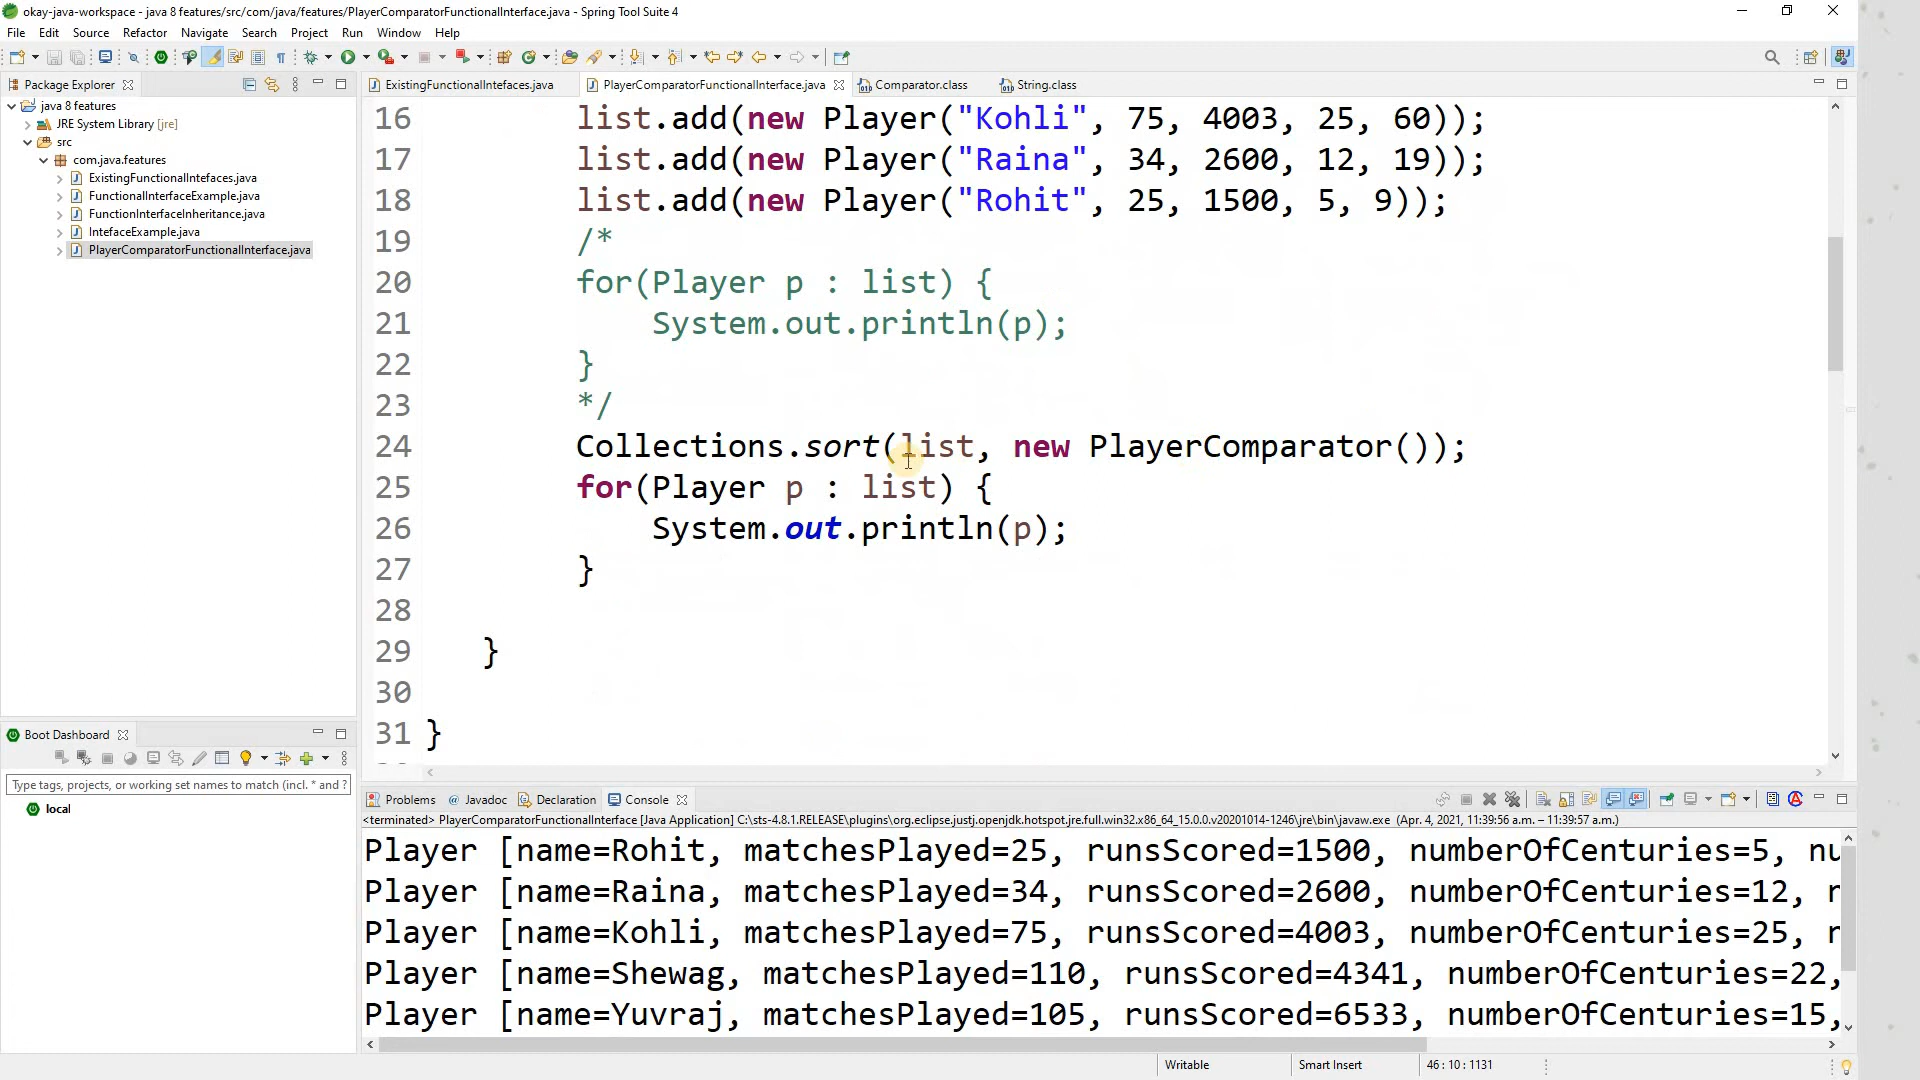 okay-java-workspace - java 8 features/src/com/java/features/PlayerComparatorFunctionalInterface.java - Spring Tool Suite 4
File Edit Source Refactor Navigate Search Project Run Window Help
Package Explorer
java 8 features
JRE System Library [jre]
src
com.java.features
ExistingFunctionalIntefaces.java
FunctionalInterfaceExample.java
FunctionInterfaceInheritance.java
IntefaceExample.java
PlayerComparatorFunctionalInterface.java
Boot Dashboard
Type tags, projects, or working set names to match (incl. * and ?
local
ExistingFunctionalIntefaces.java PlayerComparatorFunctionalInterface.java Comparator.class String.class
16 list.add(new Player("Kohli", 75, 4003, 25, 60));
17 list.add(new Player("Raina", 34, 2600, 12, 19));
18 list.add(new Player("Rohit", 25, 1500, 5, 9));
19 /*
20 for(Player p : list) {
21 System.out.println(p);
22 }
23 */
24 Collections.sort(list, new PlayerComparator());
25 for(Player p : list) {
26 System.out.println(p);
27 }
28
29 }
30
31 }
Problems Javadoc Declaration Console
<terminated> PlayerComparatorFunctionalInterface [Java Application] C:\sts-4.8.1.RELEASE\plugins\org.eclipse.justj.openjdk.hotspot.jre.full.win32.x86_64_15.0.0.v20201014-1246\jre\bin\javaw.exe (Apr. 4, 2021, 11:39:56 a.m. – 11:39:57 a.m.)
Player [name=Rohit, matchesPlayed=25, runsScored=1500, numberOfCenturies=5, nu
Player [name=Raina, matchesPlayed=34, runsScored=2600, numberOfCenturies=12, r
Player [name=Kohli, matchesPlayed=75, runsScored=4003, numberOfCenturies=25, r
Player [name=Shewag, matchesPlayed=110, runsScored=4341, numberOfCenturies=22,
Player [name=Yuvraj, matchesPlayed=105, runsScored=6533, numberOfCenturies=15,
Writable Smart Insert 46 : 10 : 1131